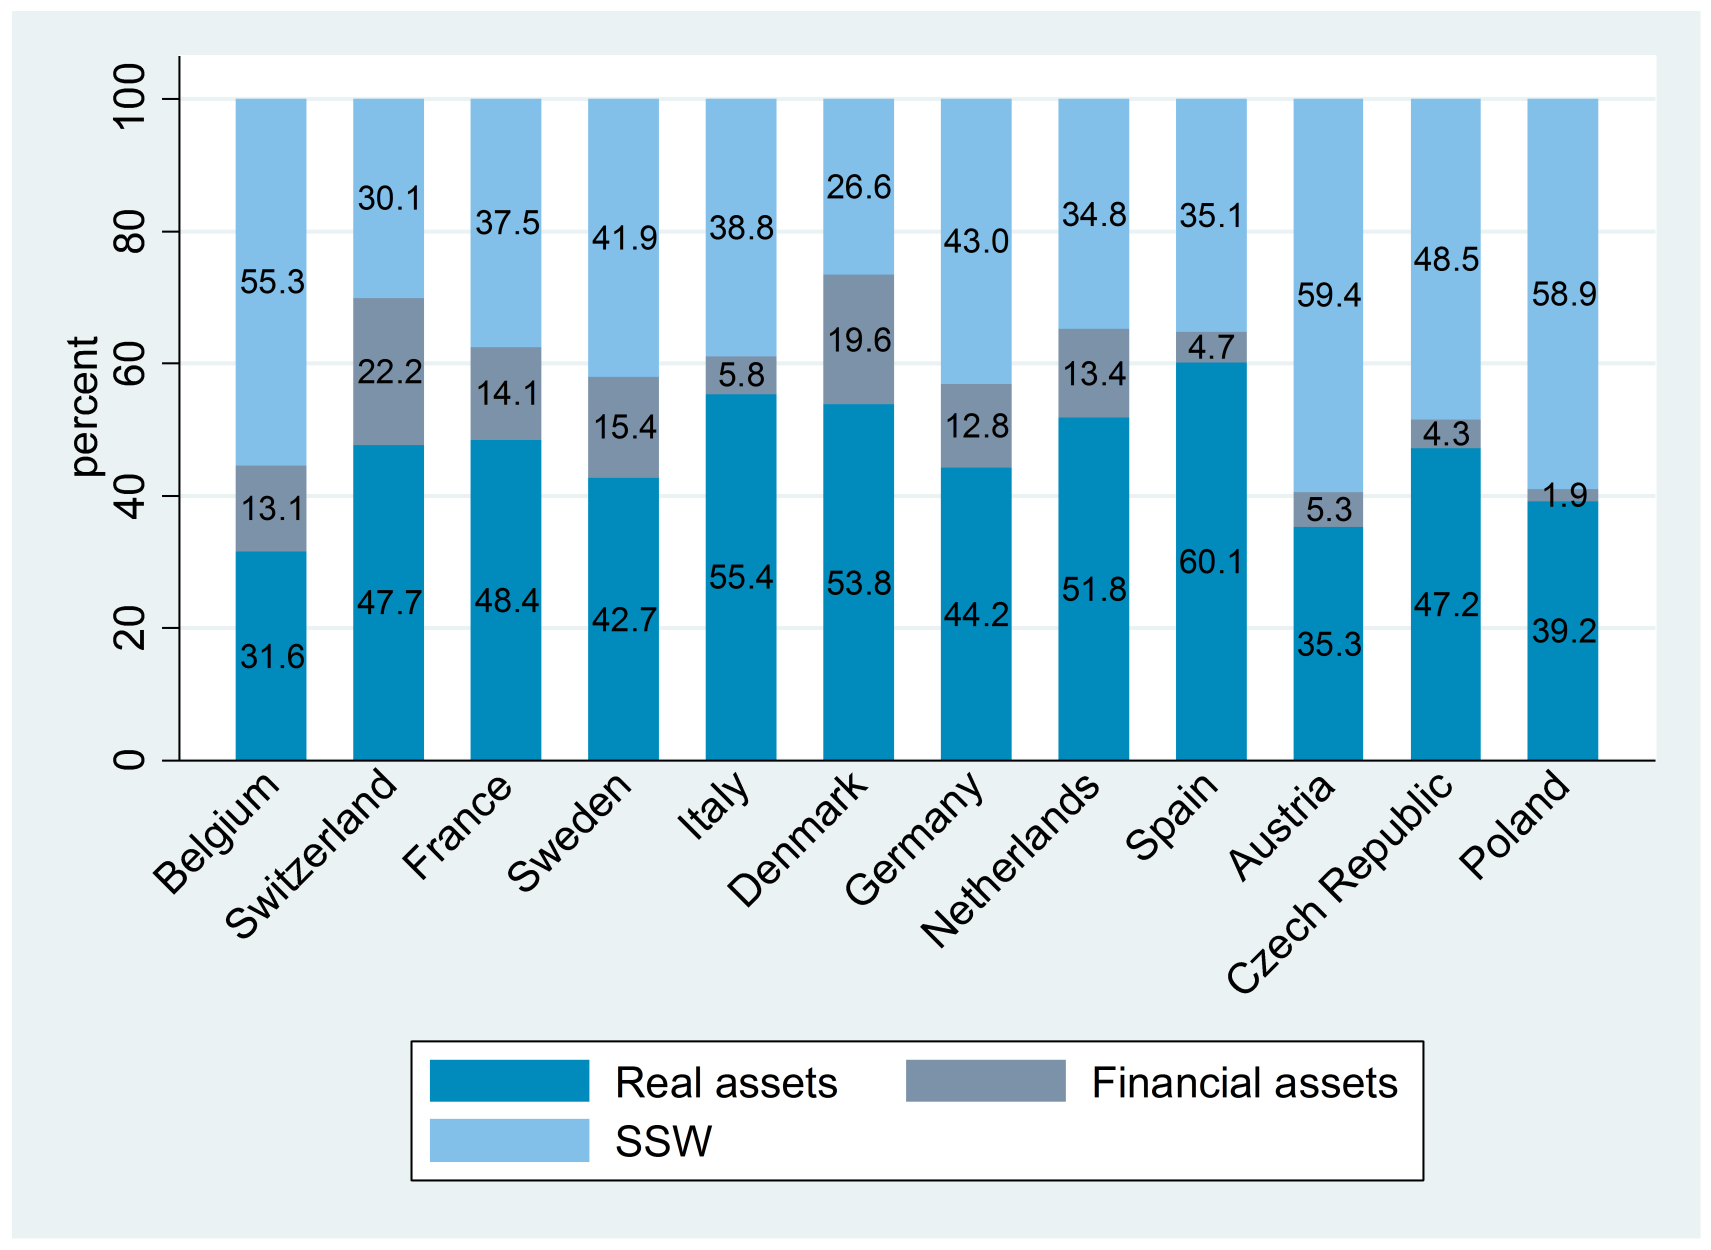 percent
100
80
60
40
20
0
55.3
13.1
31.6
30.1
22.2
47.7
37.5
14.1
48.4
41.9
15.4
42.7
38.8
5.8
55.4
26.6
19.6
53.8
43.0
12.8
44.2
34.8
13.4
51.8
35.1
4.7
60.1
59.4
5.3
35.3
48.5
4.3
47.2
58.9
1.9
39.2
Belgium
Switzerland
France
Sweden
Italy
Denmark
Germany
Netherlands
Spain
Austria
Czech Republic
Poland
Real assets
Financial assets
SSW